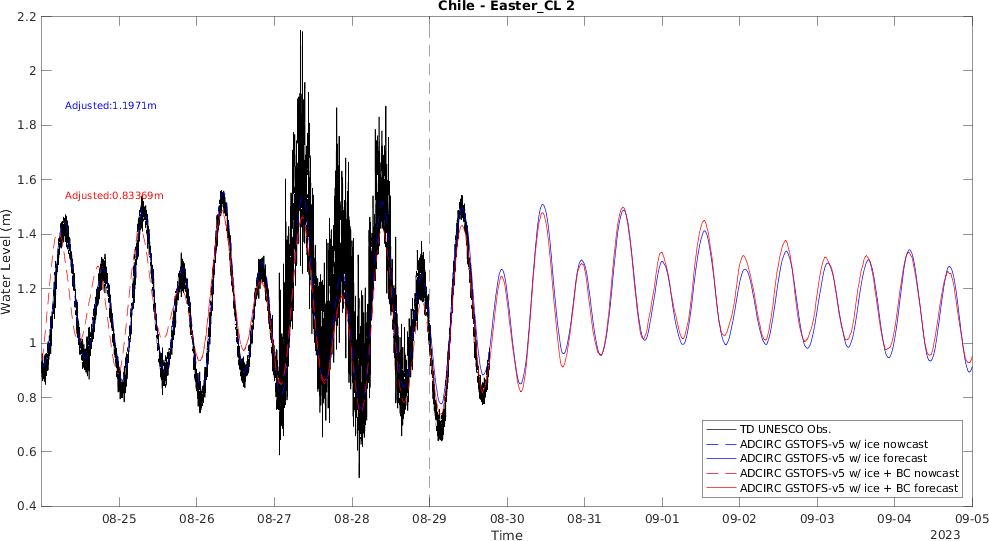 Chile - Easter_CL 2
2.2
2
1.8
1.6
1.4
1.2
1
0.8
0.6
0.4
Water Level (m)
Adjusted:1.1971m
Adjusted:0.83369m
TD UNESCO Obs.
ADCIRC GSTOFS-v5 w/ ice nowcast
ADCIRC GSTOFS-v5 w/ ice forecast
ADCIRC GSTOFS-v5 w/ ice + BC nowcast
ADCIRC GSTOFS-v5 w/ ice + BC forecast
08-25 08-26 08-27 08-28 08-29 08-30 08-31 09-01 09-02 09-03 09-04 09-05
Time
2023